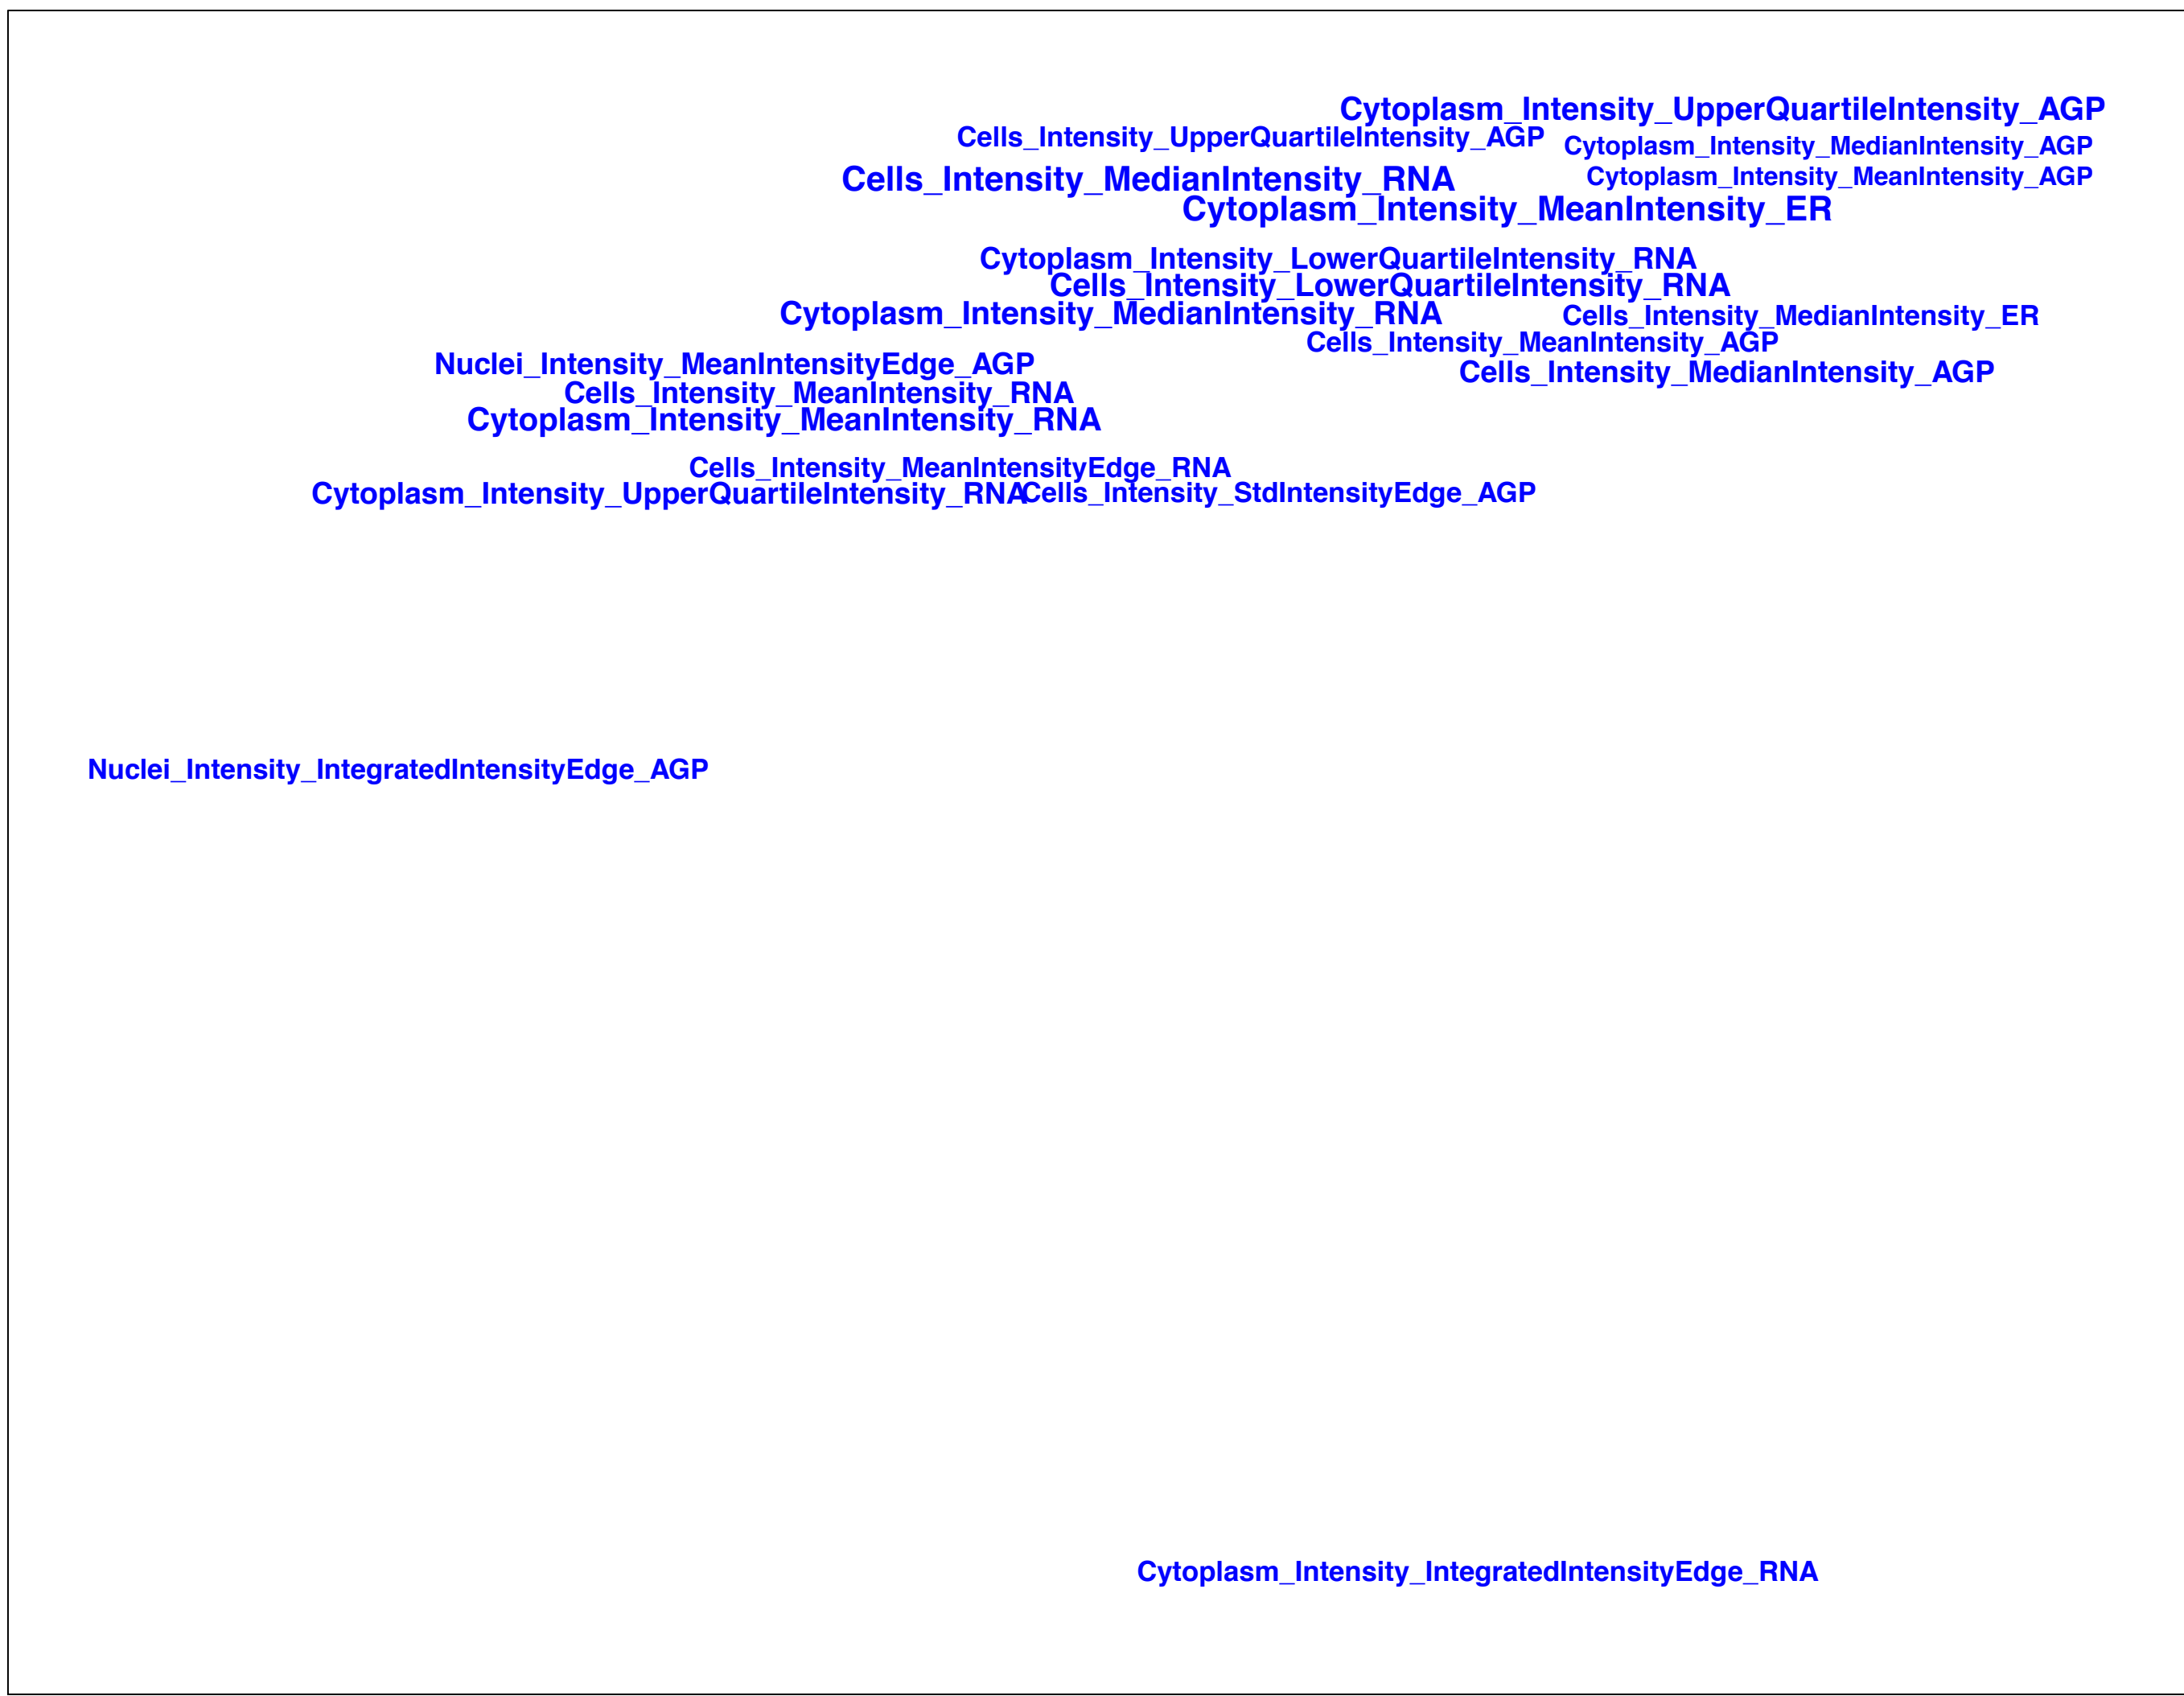 Cytoplasm_Intensity_UpperQuartileIntensity_AGP
Cells_Intensity_UpperQuartileIntensity_AGP
Cytoplasm_Intensity_MedianIntensity_AGP
Cells_Intensity_MedianIntensity_RNA
Cytoplasm_Intensity_MeanIntensity_AGP
Cytoplasm_Intensity_MeanIntensity_ER
Cytoplasm_Intensity_LowerQuartileIntensity_RNA
Cells_Intensity_LowerQuartileIntensity_RNA
Cytoplasm_Intensity_MedianIntensity_RNA
Cells_Intensity_MedianIntensity_ER
Cells_Intensity_MeanIntensity_AGP
Nuclei_Intensity_MeanIntensityEdge_AGP
Cells_Intensity_MedianIntensity_AGP
Cells_Intensity_MeanIntensity_RNA
Cytoplasm_Intensity_MeanIntensity_RNA
Cells_Intensity_MeanIntensityEdge_RNA
Cytoplasm_Intensity_UpperQuartileIntensity_RNA
Cells_Intensity_StdIntensityEdge_AGP
Nuclei_Intensity_IntegratedIntensityEdge_AGP
Cytoplasm_Intensity_IntegratedIntensityEdge_RNA